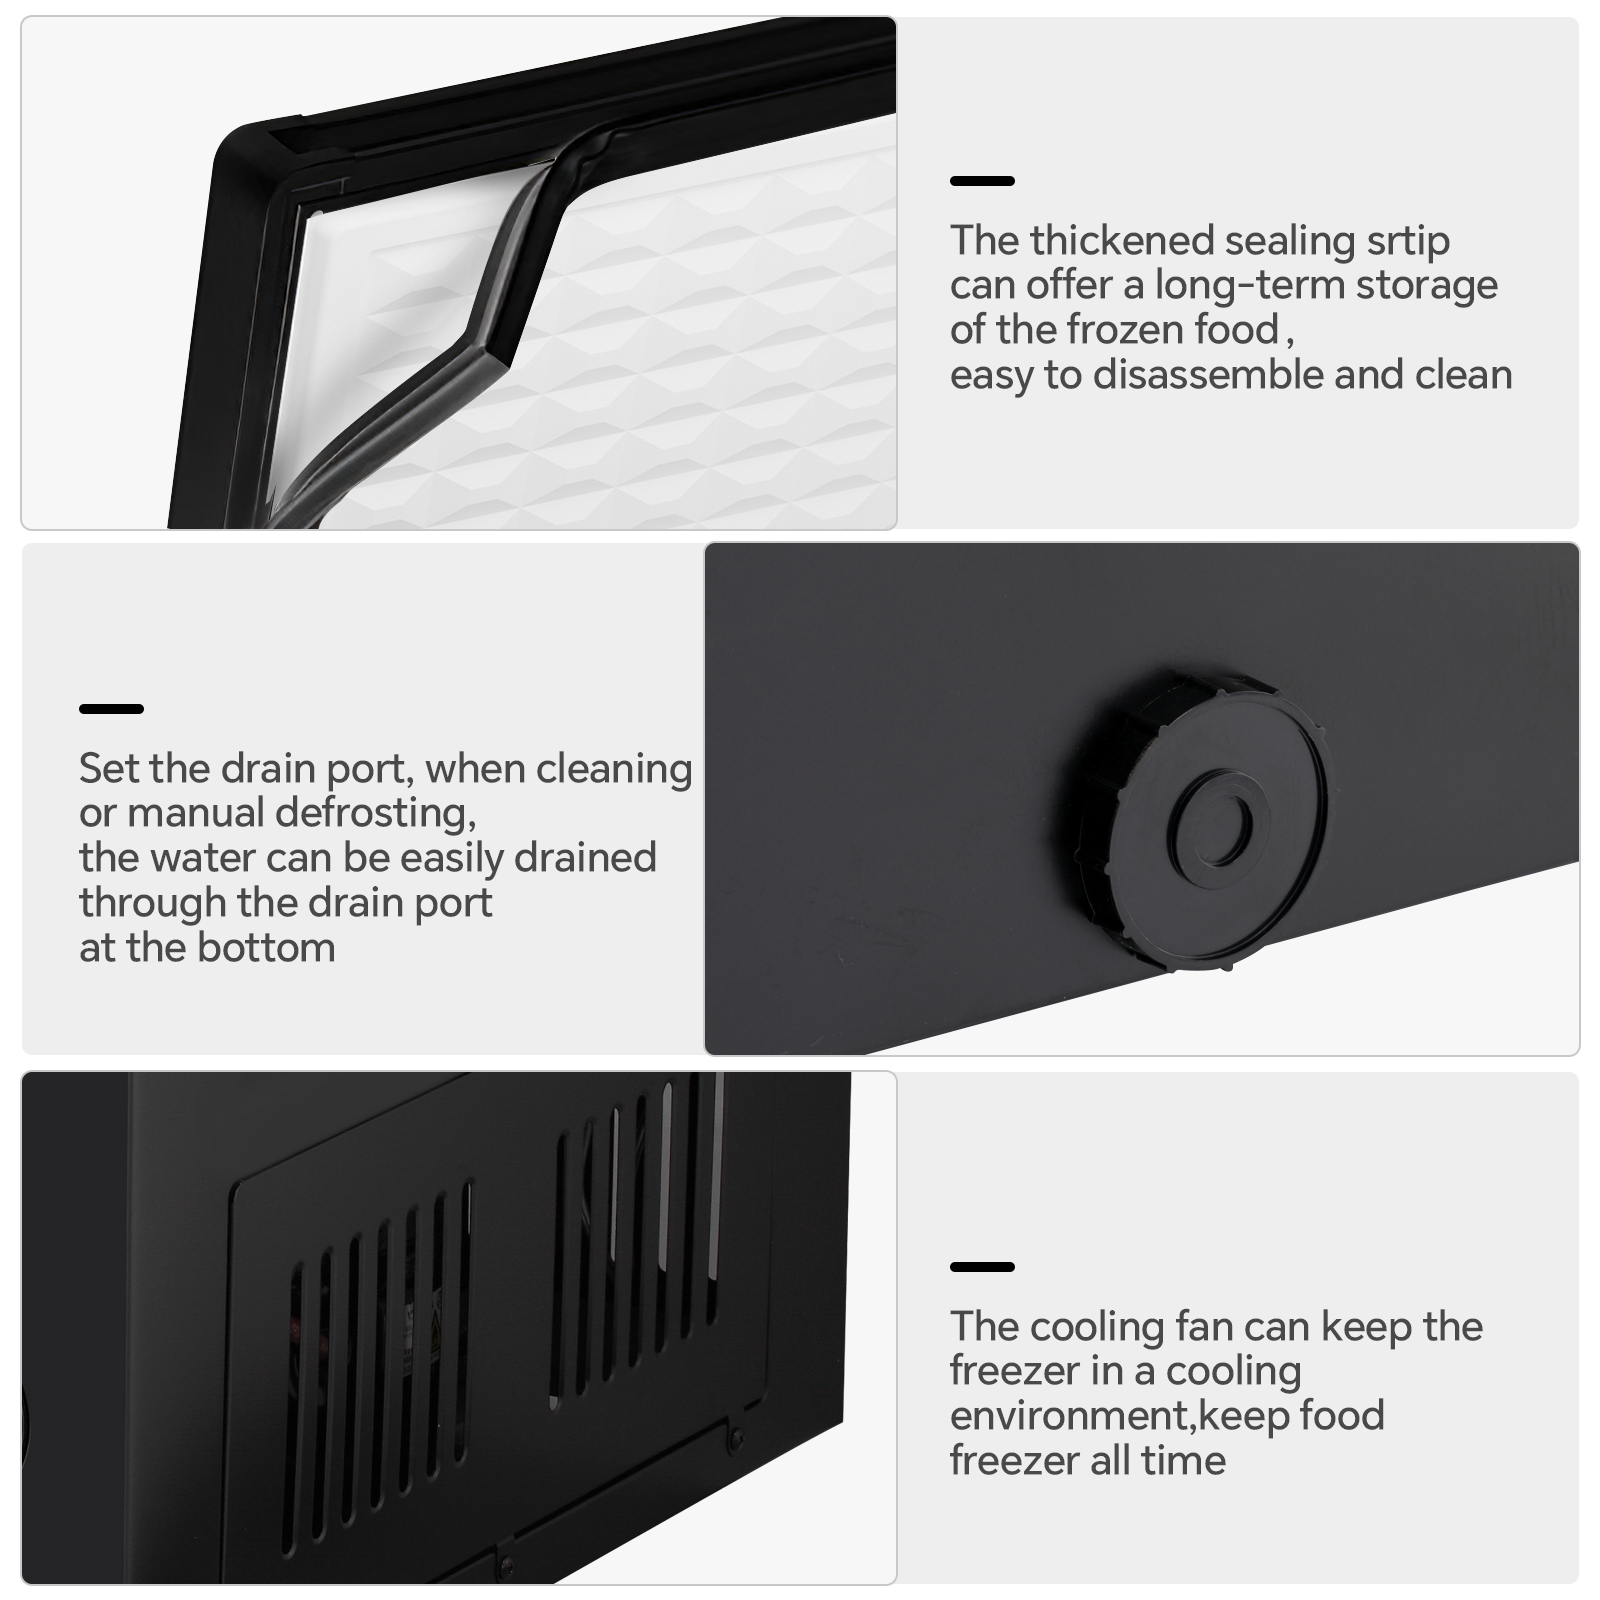 The thickened sealing srtip
can offer a long-term storage
of the frozen food,
easy to disassemble and clean
Set the drain port, when cleaning
or manual defrosting,
the water can be easily drained
through the drain port
at the bottom
The cooling fan can keep the
freezer in a cooling
environment,keep food
freezer all time